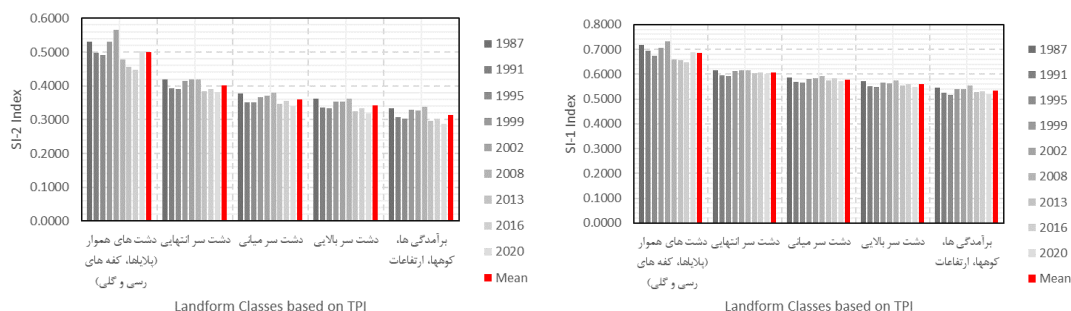 0.6000
0.5000
0.4000
0.3000
0.2000
0.1000
0.0000
SI-2 Index
دشت های هموار
(پلایاها، کفه های
رسی و گلی)
دشت سر انتهایی
دشت سر میانی
دشت سر بالایی
برآمدگی ها،
کوهها، ارتفاعات
Landform Classes based on TPI
1987
1991
1995
1999
2002
2008
2013
2016
2020
Mean
0.8000
0.7000
0.6000
0.5000
0.4000
0.3000
0.2000
0.1000
0.0000
SI-1 Index
دشت های هموار
(پلایاها، کفه های
رسی و گلی)
دشت سر انتهایی
دشت سر میانی
دشت سر بالایی
برآمدگی ها،
کوهها، ارتفاعات
Landform Classes based on TPI
1987
1991
1995
1999
2002
2008
2013
2016
2020
Mean